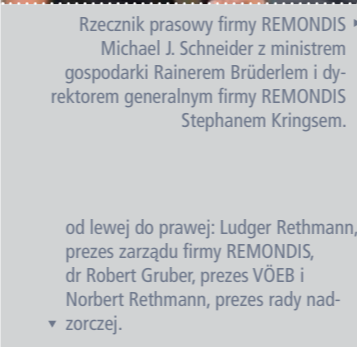 Rzecznik prasowy firmy REMONDIS
Michael J. Schneider z ministrem
gospodarki Rainerem Brüderlem i dy-
rektorem generalnym firmy REMONDIS
Stephanem Kringsem.
od lewej do prawej: Ludger Rethmann,
prezes zarządu firmy REMONDIS,
dr Robert Gruber, prezes VÖEB i
Norbert Rethmann, prezes rady nad-
zorczej.